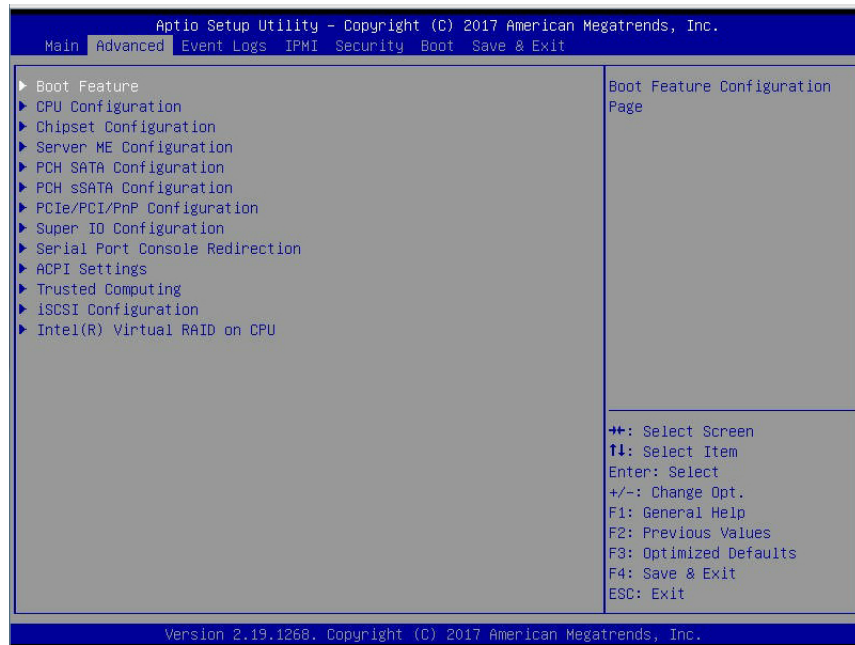 Aptio Setup Utility – Copyright (C) 2017 American Megatrends, Inc.
Main Advanced Event Logs IPMI Security Boot Save & Exit
▶ Boot Feature
▶ CPU Configuration
▶ Chipset Configuration
▶ Server ME Configuration
▶ PCH SATA Configuration
▶ PCH sSATA Configuration
▶ PCIe/PCI/PnP Configuration
▶ Super IO Configuration
▶ Serial Port Console Redirection
▶ ACPI Settings
▶ Trusted Computing
▶ iSCSI Configuration
▶ Intel(R) Virtual RAID on CPU
Boot Feature Configuration
Page
→←: Select Screen
↑↓: Select Item
Enter: Select
+/-: Change Opt.
F1: General Help
F2: Previous Values
F3: Optimized Defaults
F4: Save & Exit
ESC: Exit
Version 2.19.1268. Copyright (C) 2017 American Megatrends, Inc.